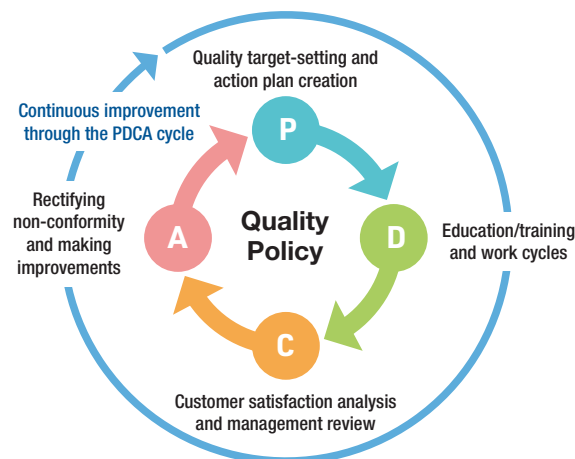 Quality target-setting and
action plan creation
Continuous improvement
through the PDCA cycle
P
Rectifying
non-conformity
and making
improvements
A
Quality
Policy
D
Education/training
and work cycles
C
Customer satisfaction analysis
and management review